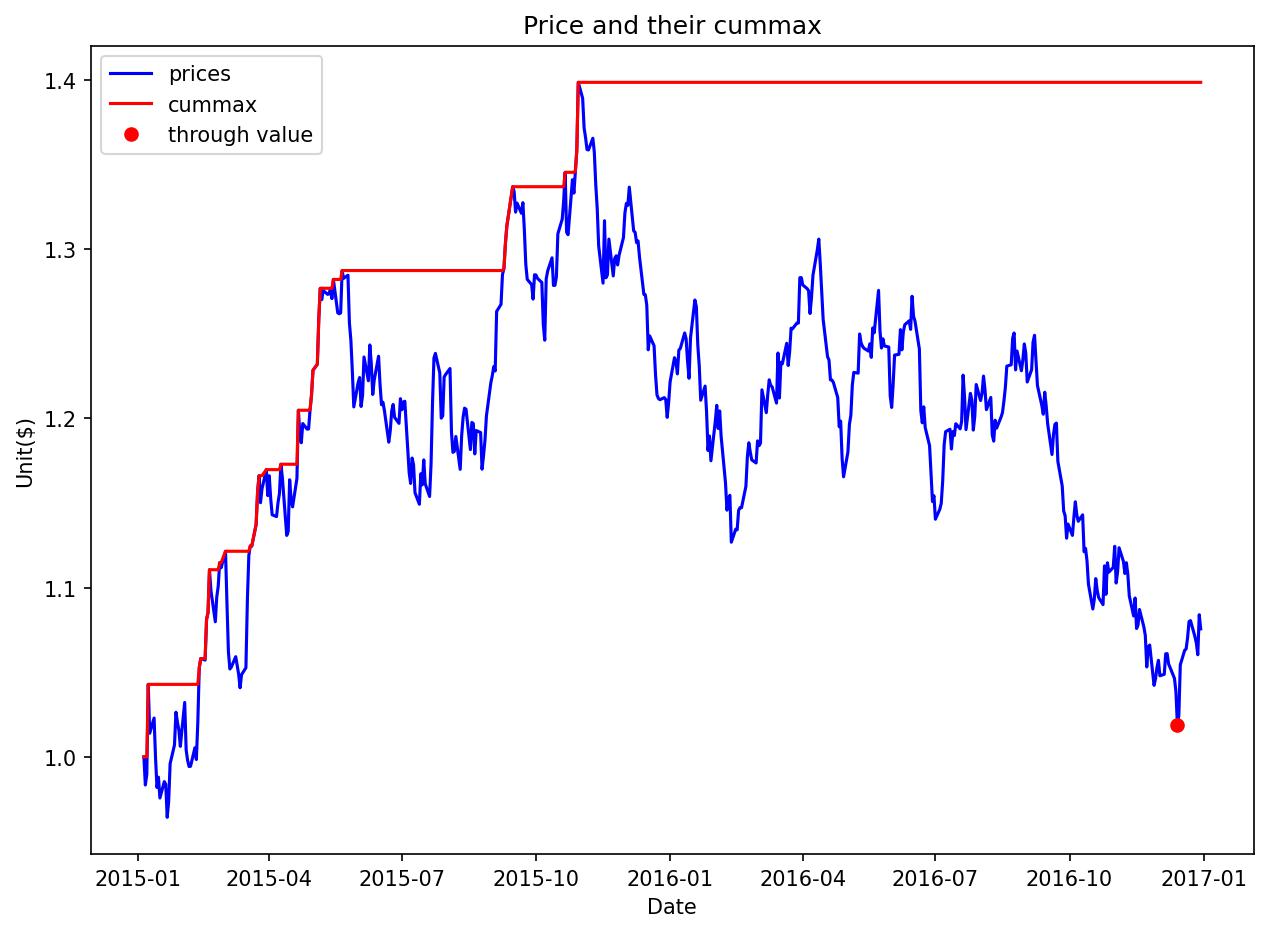 Price and their cummax
prices
cummax
through value
Unit($)
1.4
1.3
1.2
1.1
1.0
2015-01 2015-04 2015-07 2015-10 2016-01 2016-04 2016-07 2016-10 2017-01
Date